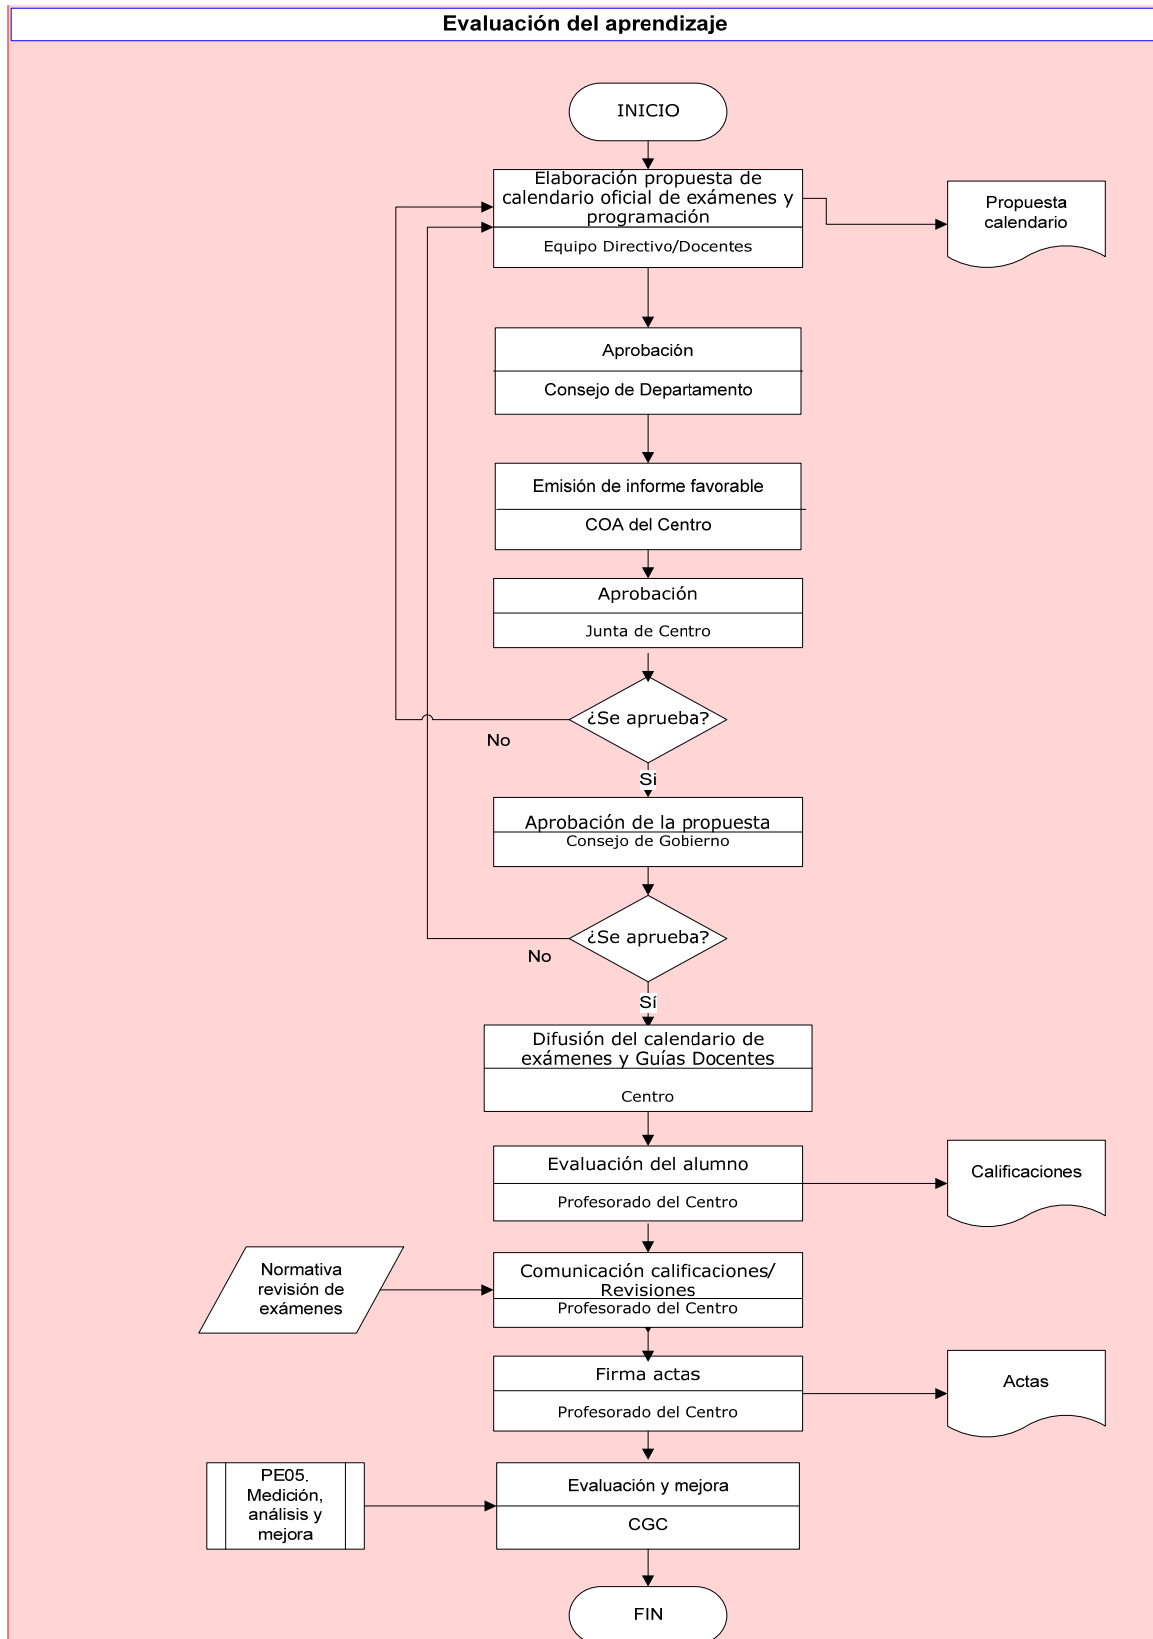 Evaluación del aprendizaje
INICIO
Elaboración propuesta de
calendario oficial de exámenes y
programación
Equipo Directivo/Docentes
Propuesta
calendario
Aprobación
Consejo de Departamento
Emisión de informe favorable
COA del Centro
Aprobación
Junta de Centro
¿Se aprueba?
No
Si
Aprobación de la propuesta
Consejo de Gobierno
¿Se aprueba?
No
Sí
Difusión del calendario de
exámenes y Guías Docentes
Centro
Evaluación del alumno
Profesorado del Centro
Calificaciones
Normativa
revisión de
exámenes
Comunicación calificaciones/
Revisiones
Profesorado del Centro
Firma actas
Profesorado del Centro
Actas
PE05.
Medición,
análisis y
mejora
Evaluación y mejora
CGC
FIN